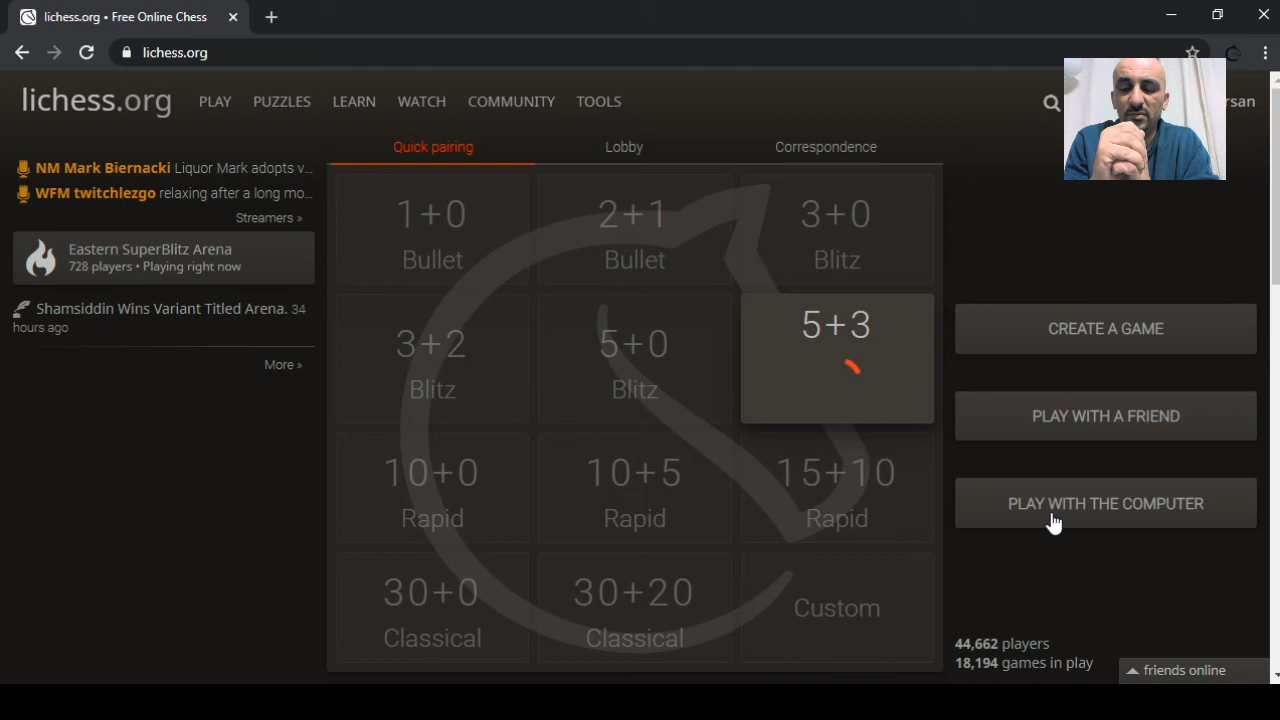 lichess.org • Free Online Chess
lichess.org
lichess.org
PLAY
PUZZLES
LEARN
WATCH
COMMUNITY
TOOLS
rsan
NM Mark Biernacki Liquor Mark adopts v...
WFM twitchlezgo relaxing after a long mo...
Streamers »
Eastern SuperBlitz Arena
728 players • Playing right now
Shamsiddin Wins Variant Titled Arena. 34
hours ago
More »
Quick pairing
Lobby
Correspondence
1+0
Bullet
2+1
Bullet
3+0
Blitz
3+2
Blitz
5+0
Blitz
5+3
10+0
Rapid
10+5
Rapid
15+10
Rapid
30+0
Classical
30+20
Classical
Custom
CREATE A GAME
PLAY WITH A FRIEND
PLAY WITH THE COMPUTER
44,662 players
18,194 games in play
friends online